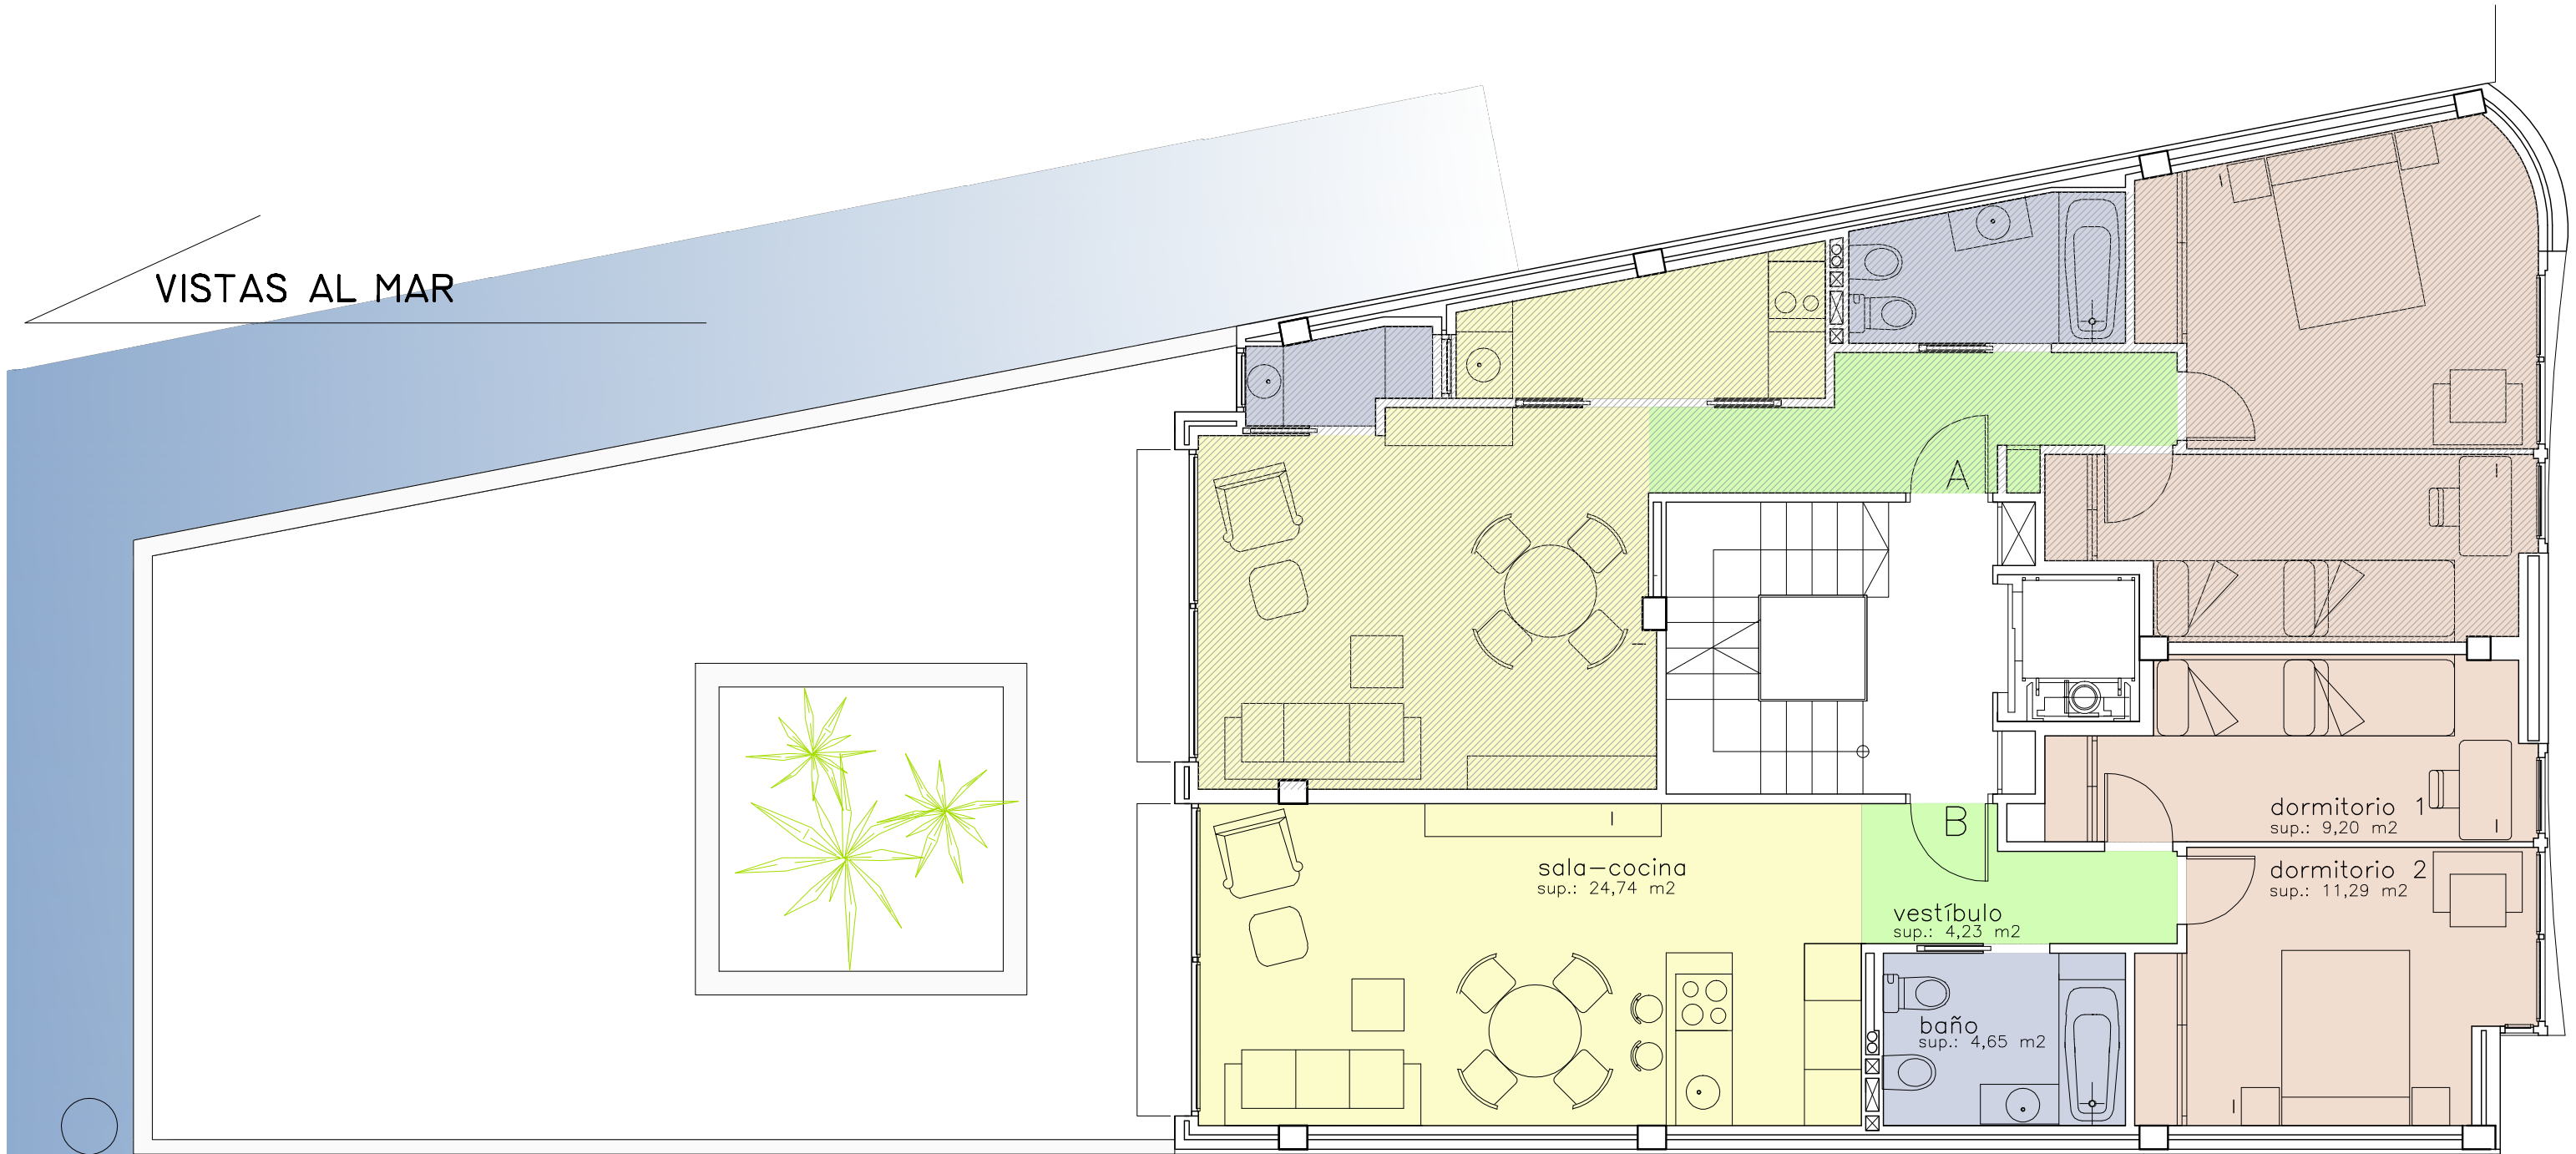 VISTAS AL MAR
A
B
dormitorio 1
sup.: 9,20 m2
sala-cocina
sup.: 24,74 m2
dormitorio 2
sup.: 11,29 m2
vestíbulo
sup.: 4,23 m2
baño
sup.: 4,65 m2